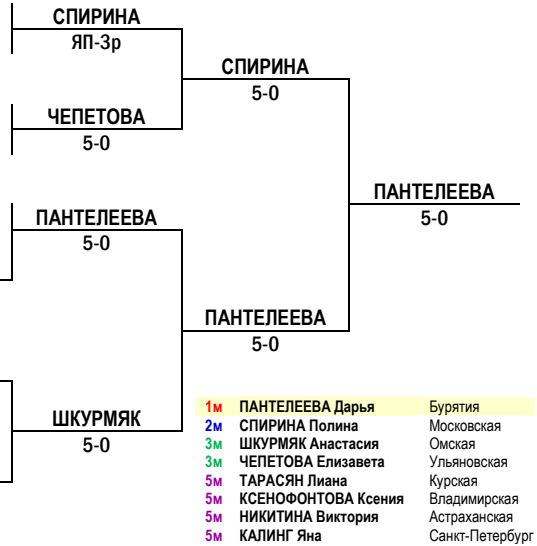 СПИРИНА
ЯП-3р
СПИРИНА
5-0
ЧЕПЕТОВА
5-0
ПАНТЕЛЕЕВА
5-0
ПАНТЕЛЕЕВА
5-0
ПАНТЕЛЕЕВА
5-0
ШКУРМЯК
5-0
1м ПАНТЕЛЕЕВА Дарья Бурятия
2м СПИРИНА Полина Московская
3м ШКУРМЯК Анастасия Омская
3м ЧЕПЕТОВА Елизавета Ульяновская
5м ТАРАСЯН Лиана Курская
5м КСЕНОФОНТОВА Ксения Владимирская
5м НИКИТИНА Виктория Астраханская
5м КАЛИНГ Яна Санкт-Петербург